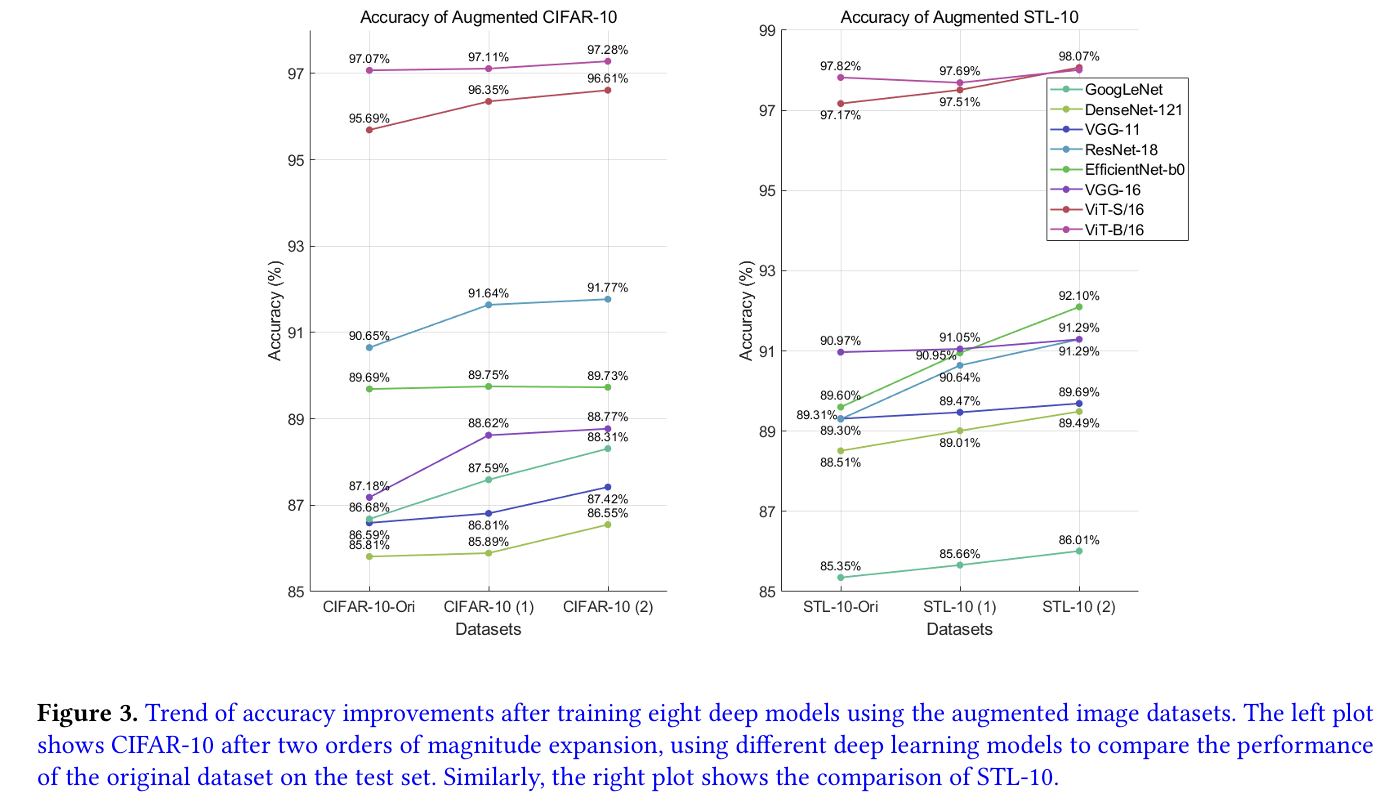 Accuracy of Augmented CIFAR-10
97
95
93
91
89
87
85
Accuracy (%)
97.07%
97.11%
97.28%
95.69%
96.35%
96.61%
90.65%
91.64%
91.77%
89.69%
89.75%
89.73%
87.18%
88.62%
88.77%
86.68%
87.59%
88.31%
86.59%
86.81%
87.42%
85.81%
85.89%
86.55%
CIFAR-10-Ori
CIFAR-10 (1)
CIFAR-10 (2)
Datasets
Accuracy of Augmented STL-10
99
97
95
93
91
89
87
85
Accuracy (%)
97.82%
97.69%
98.07%
97.17%
97.51%
90.97%
91.05%
92.10%
90.95%
91.29%
89.60%
90.64%
91.29%
89.31%
89.47%
89.69%
89.30%
88.51%
89.01%
89.49%
85.35%
85.66%
86.01%
STL-10-Ori
STL-10 (1)
STL-10 (2)
Datasets
GoogLeNet
DenseNet-121
VGG-11
ResNet-18
EfficientNet-b0
VGG-16
ViT-S/16
ViT-B/16
Figure 3. Trend of accuracy improvements after training eight deep models using the augmented image datasets. The left plot
shows CIFAR-10 after two orders of magnitude expansion, using different deep learning models to compare the performance
of the original dataset on the test set. Similarly, the right plot shows the comparison of STL-10.